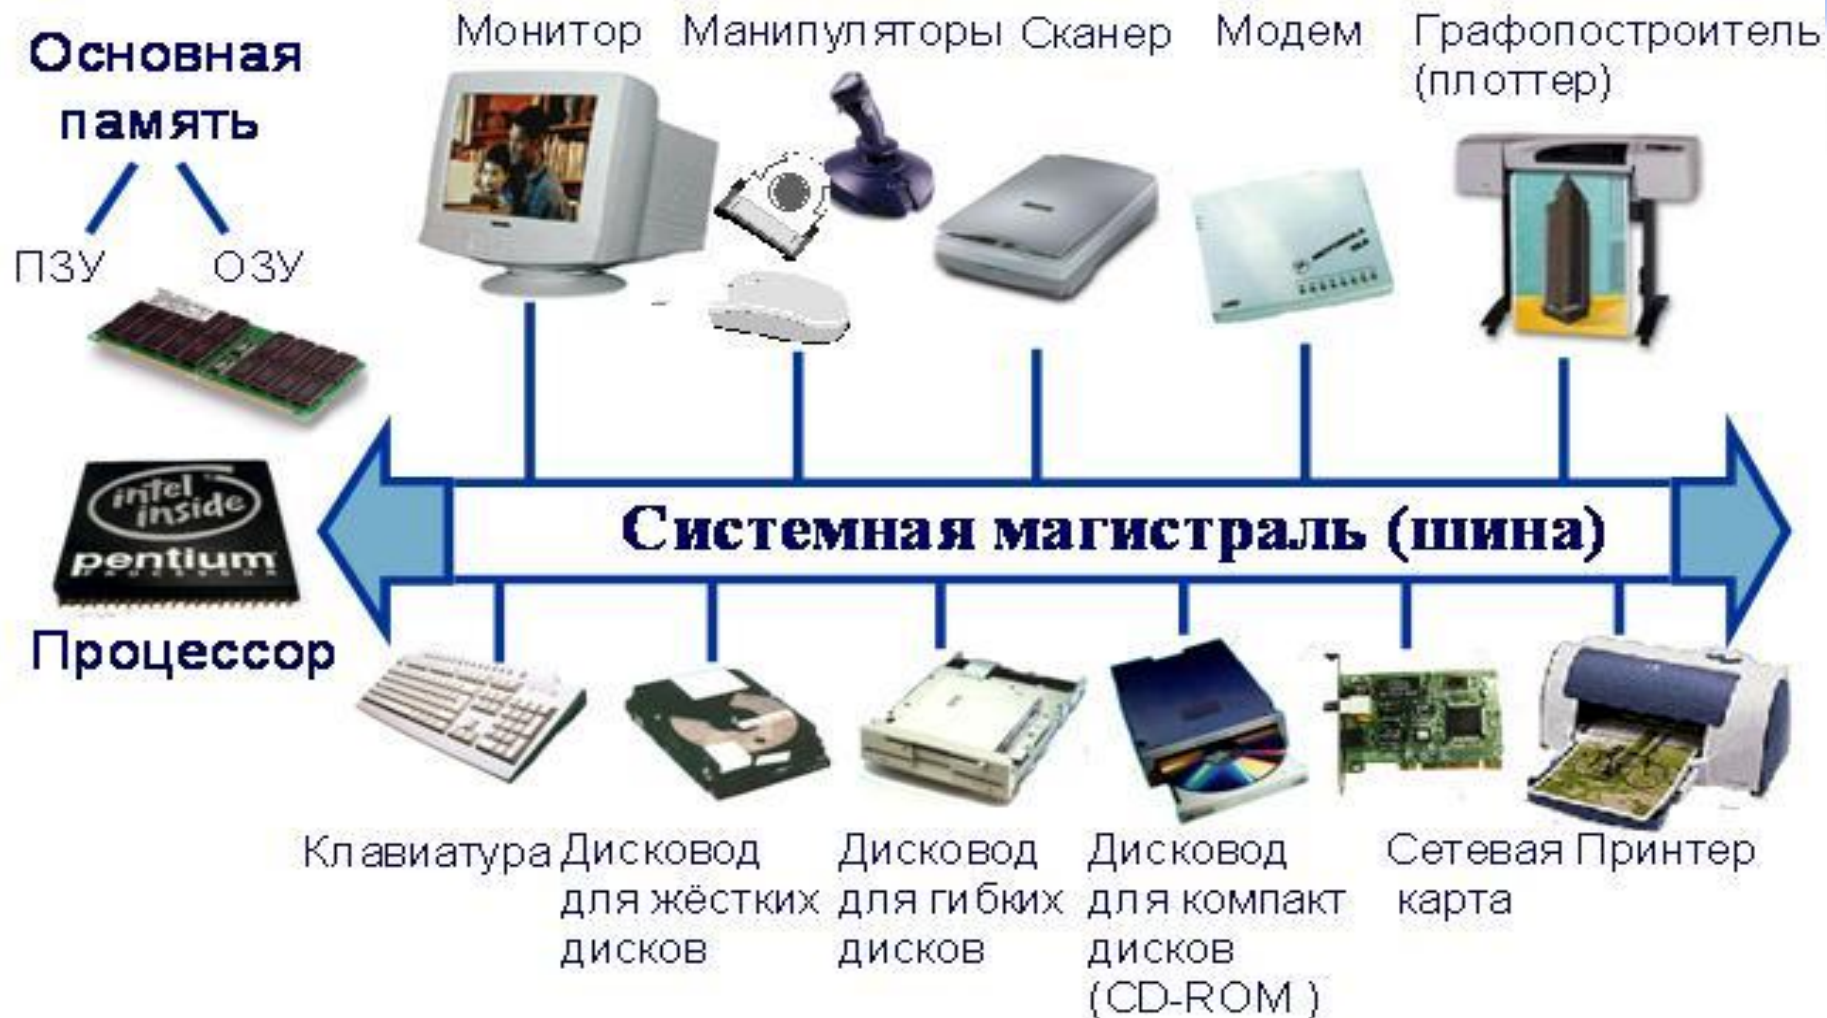 Основная
память
ПЗУ ОЗУ
Монитор
Манипуляторы
Сканер
Модем
Графопостроитель
(плоттер)
intel
inside
pentium
PROCESSOR
Процессор
Системная магистраль (шина)
Клавиатура
Дисковод
для жёстких
дисков
Дисковод
для гибких
дисков
Дисковод
для компакт
дисков
(CD-ROM )
Сетевая
карта
Принтер